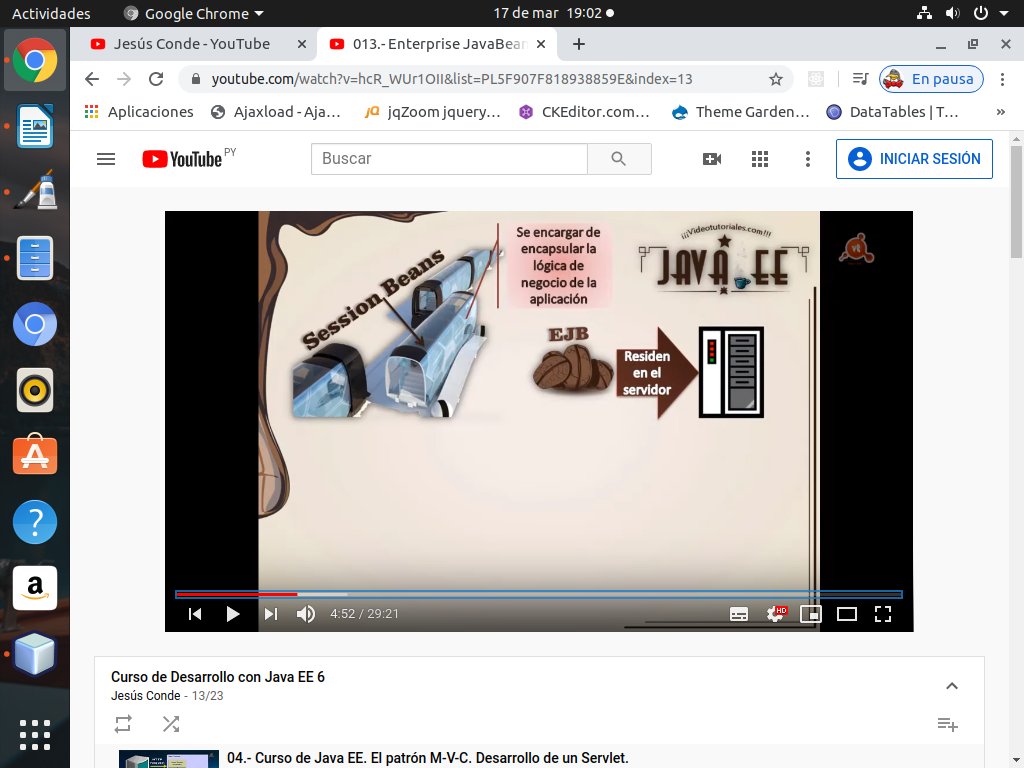 Actividades
Google Chrome
17 de mar 19:02
Jesús Conde - YouTube
013.- Enterprise JavaBean
youtube.com/watch?v=hcR_WUr1OII&list=PL5F907F818938859E&index=13
En pausa
Aplicaciones
Ajaxload - Aja...
jqZoom jquery...
CKEditor.com...
Theme Garden...
DataTables | T...
YouTube PY
Buscar
INICIAR SESIÓN
Session Beans
Se encargar de
encapsular la
lógica de
negocio de la
aplicación
¡¡¡Videotutoriales.com!!!
JAVA EE
vt
EJB
Residen
en el
servidor
4:52 / 29:21
HD
Curso de Desarrollo con Java EE 6
Jesús Conde - 13/23
04.- Curso de Java EE. El patrón M-V-C. Desarrollo de un Servlet.